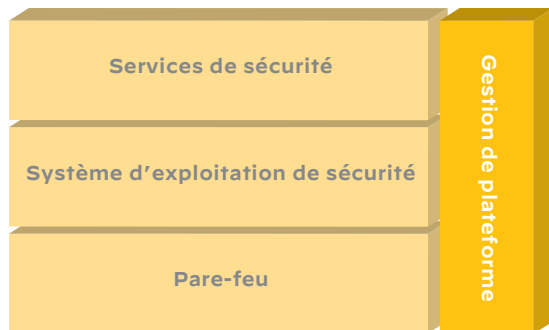 Services de sécurité
Système d’exploitation de sécurité
Pare-feu
Gestion de plateforme